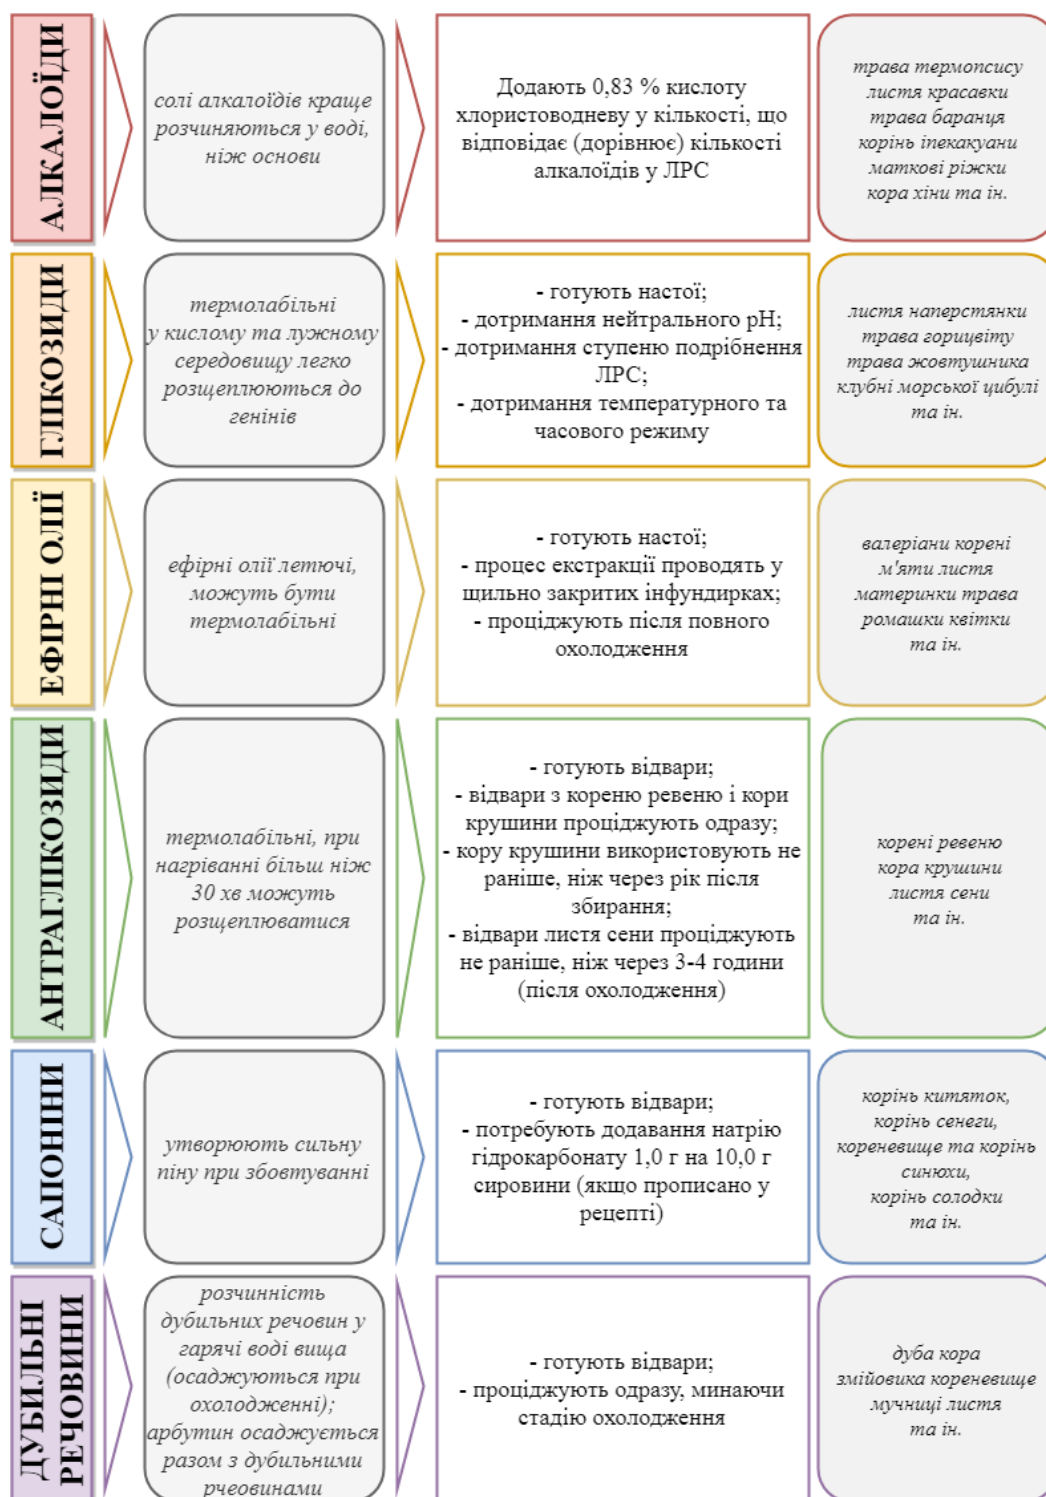 АЛКАЛОЇДИ
солі алкалоїдів краще
розчиняються у воді,
ніж основи
Додають 0,83 % кислоту
хлористоводневу у кількості, що
відповідає (дорівнює) кількості
алкалоїдів у ЛРС
трава термопсису
листя красавки
трава баранця
корінь іпекакуани
маткові ріжки
кора хіни та ін.
ГЛІКОЗИДИ
термолабільні
у кислому та лужному
середовищу легко
розщеплюються до
генінів
- готують настої;
- дотримання нейтрального рН;
- дотримання ступеню подрібнення
ЛРС;
- дотримання температурного та
часового режиму
листя наперстянки
трава горицвіту
трава жовтушника
клубні морської цибулі
та ін.
ЕФІРНІ ОЛІЇ
ефірні олії летючі,
можуть бути
термолабільні
- готують настої;
- процес екстракції проводять у
щильно закритих інфундирках;
- проціджують після повного
охолодження
валеріани корені
м'яти листя
материнки трава
ромашки квітки
та ін.
АНТРАГЛІКОЗИДИ
термолабільні, при
нагріванні більш ніж
30 хв можуть
розщеплюватися
- готують відвари;
- відвари з кореню ревеню і кори
крушини проціджують одразу;
- кору крушини використовують не
раніше, ніж через рік після
збирання;
- відвари листя сени проціджують
не раніше, ніж через 3-4 години
(після охолодження)
корені ревеню
кора крушини
листя сени
та ін.
САПОНІНИ
утворюють сильну
піну при збовтуванні
- готують відвари;
- потребують додавання натрію
гідрокарбонату 1,0 г на 10,0 г
сировини (якщо прописано у
рецепті)
корінь китяток,
корінь сенеги,
кореневище та корінь
синюхи,
корінь солодки
та ін.
ДУБИЛЬНІ
РЕЧОВИНИ
розчинність
дубильних речовин у
гарячі воді вища
(осаджуються при
охолодженні);
арбутин осаджується
разом з дубильними
рчеовинами
- готують відвари;
- проціджують одразу, минаючи
стадію охолодження
дуба кора
змійовика кореневище
мучниці листя
та ін.